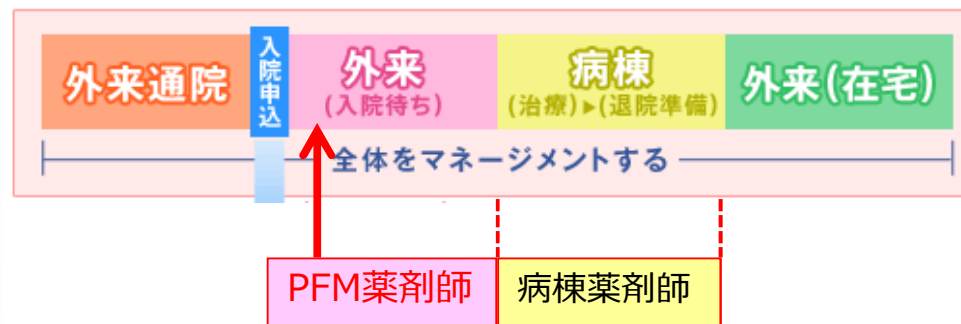 外来通院
入院申込
外来
(入院待ち)
病棟
(治療)▶(退院準備)
外来(在宅)
全体をマネージメントする
PFM薬剤師
病棟薬剤師